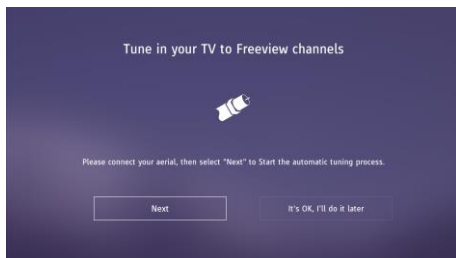 Tune in your TV to Freeview channels
Please connect your aerial, then select "Next" to Start the automatic tuning process.
Next
It's OK, I'll do it later